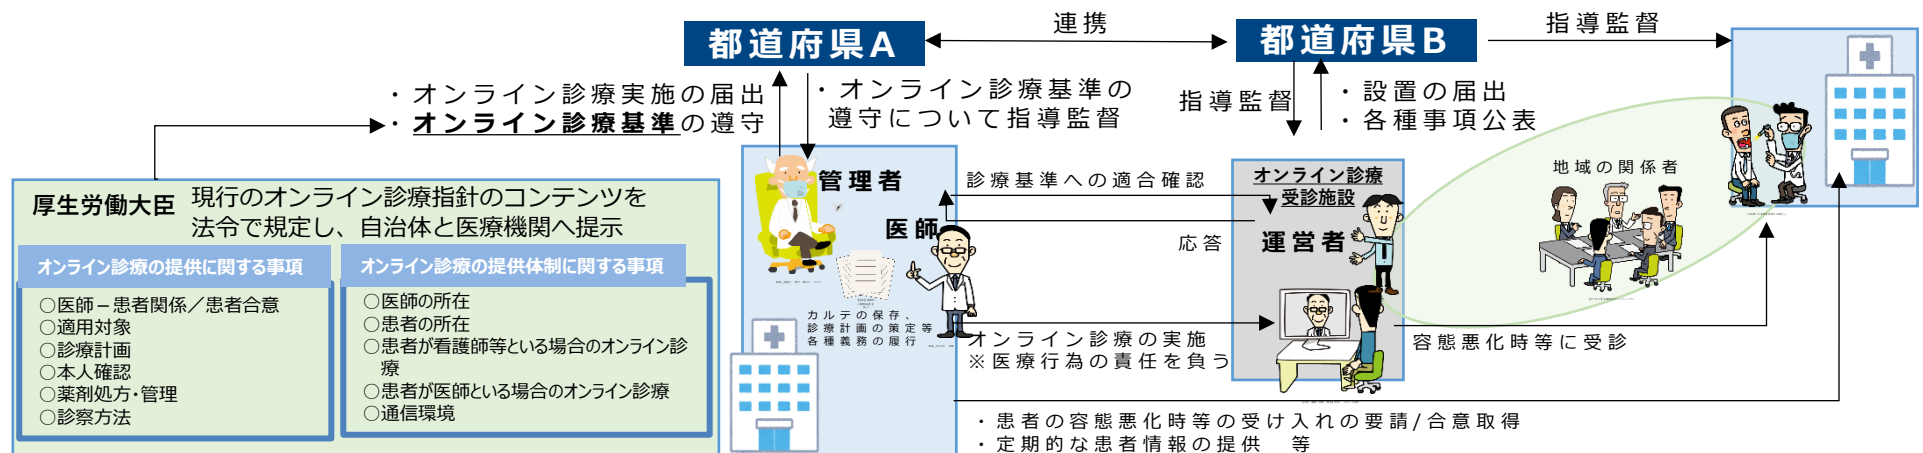 連携
指導監督
都道府県A
都道府県B
・オンライン診療実施の届出
・オンライン診療基準の遵守
・オンライン診療基準の
遵守について指導監督
指導監督
・設置の届出
・各種事項公表
厚生労働大臣
現行のオンライン診療指針のコンテンツを
法令で規定し、自治体と医療機関へ提示
オンライン診療の提供に関する事項
○医師－患者関係／患者合意
○適用対象
○診療計画
○本人確認
○薬剤処方・管理
○診察方法
オンライン診療の提供体制に関する事項
○医師の所在
○患者の所在
○患者が看護師等といる場合のオンライン診
療
○患者が医師といる場合のオンライン診療
○通信環境
管理者
医師
カルテの保存、
診療計画の策定等
各種義務の履行
診療基準への適合確認
応答
オンライン診療の実施
※医療行為の責任を負う
オンライン診療
受診施設
運営者
地域の関係者
容態悪化時等に受診
・患者の容態悪化時等の受け入れの要請/合意取得
・定期的な患者情報の提供　等